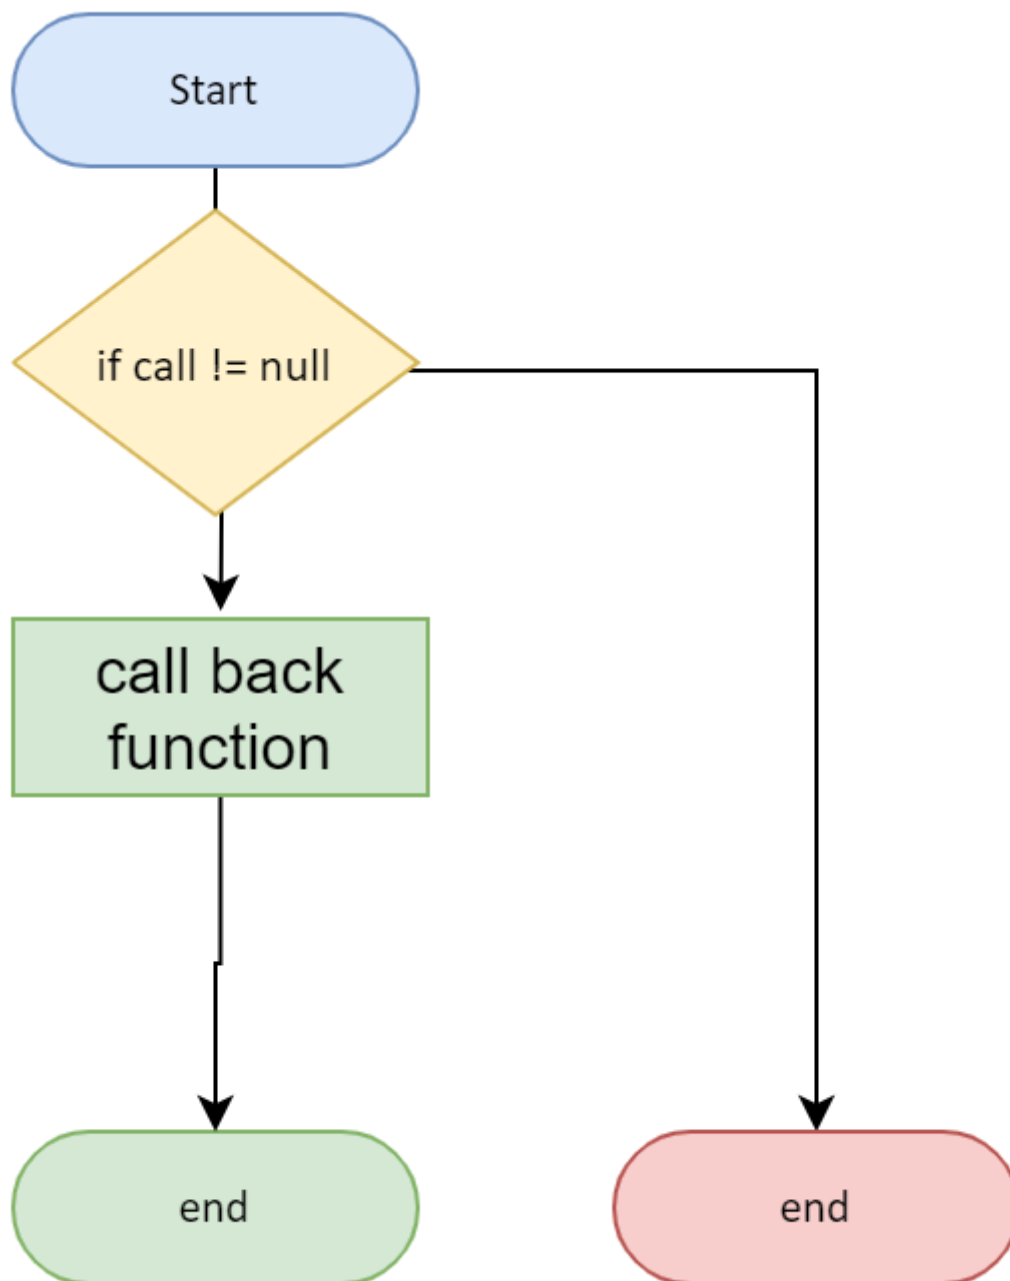 Start
if call != null
call back
function
end
end